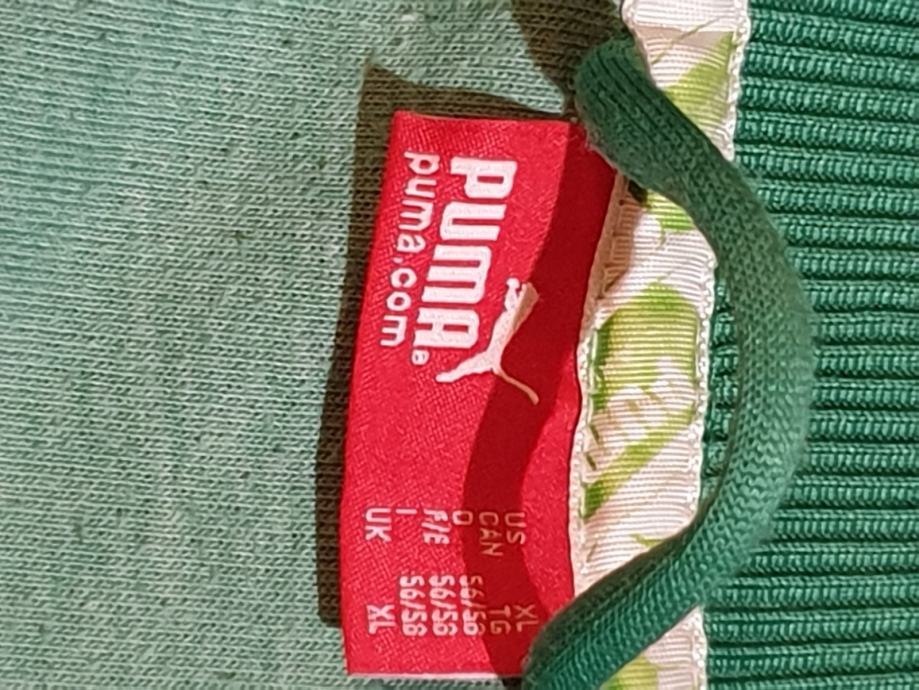 PUMA®
puma.com
US XL
CAN TG
D 56/58
F/E 56/58
I 56/58
UK XL